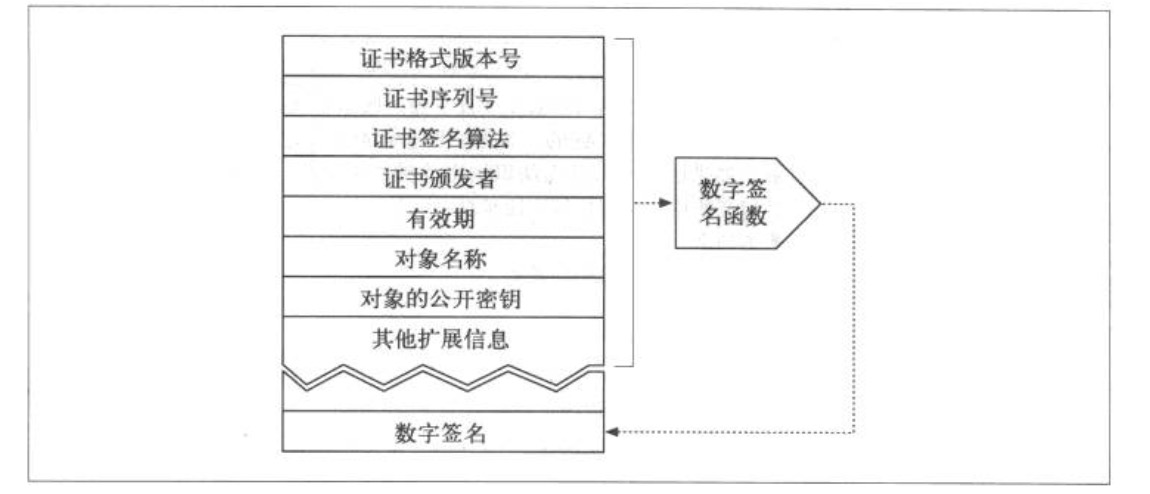 证书格式版本号
证书序列号
证书签名算法
证书颁发者
有效期
对象名称
对象的公开密钥
其他扩展信息
数字签
名函数
数字签名